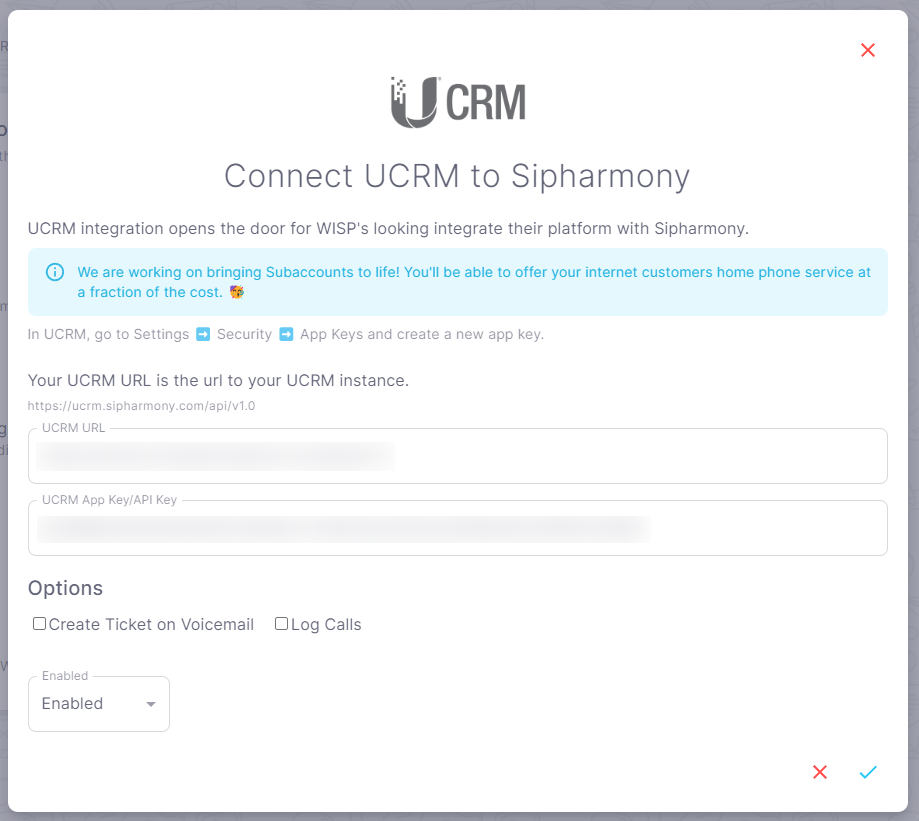 UCRM
Connect UCRM to Sipharmony
UCRM integration opens the door for WISP's looking integrate their platform with Sipharmony.
We are working on bringing Subaccounts to life! You'll be able to offer your internet customers home phone service at
a fraction of the cost. 🥳
In UCRM, go to Settings ➡️ Security ➡️ App Keys and create a new app key.
Your UCRM URL is the url to your UCRM instance.
https://ucrm.sipharmony.com/api/v1.0
UCRM URL
UCRM App Key/API Key
Options
Create Ticket on Voicemail Log Calls
Enabled
Enabled